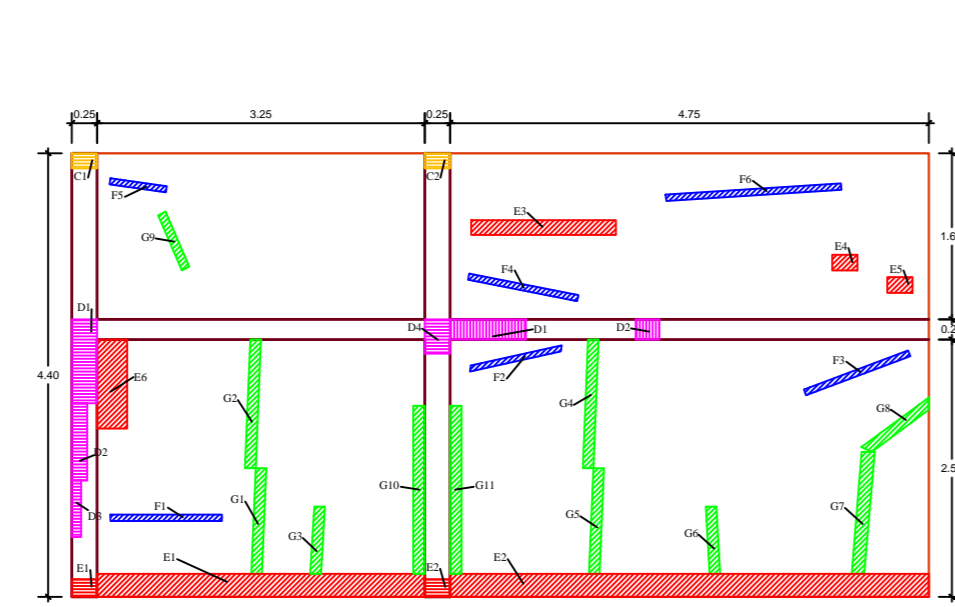 0.25 3.25 0.25 4.75
C1 C2
F5 F6
E3
G9 E4
F4 E5
1.6
D1 D4 D1 D2 0.2
4.40 E6 F2 F3
G2 G4 G8
D2
G10 G11 2.5
D3 F1 G1 G5 G7
G3 G6
E1 E1 E2 E2